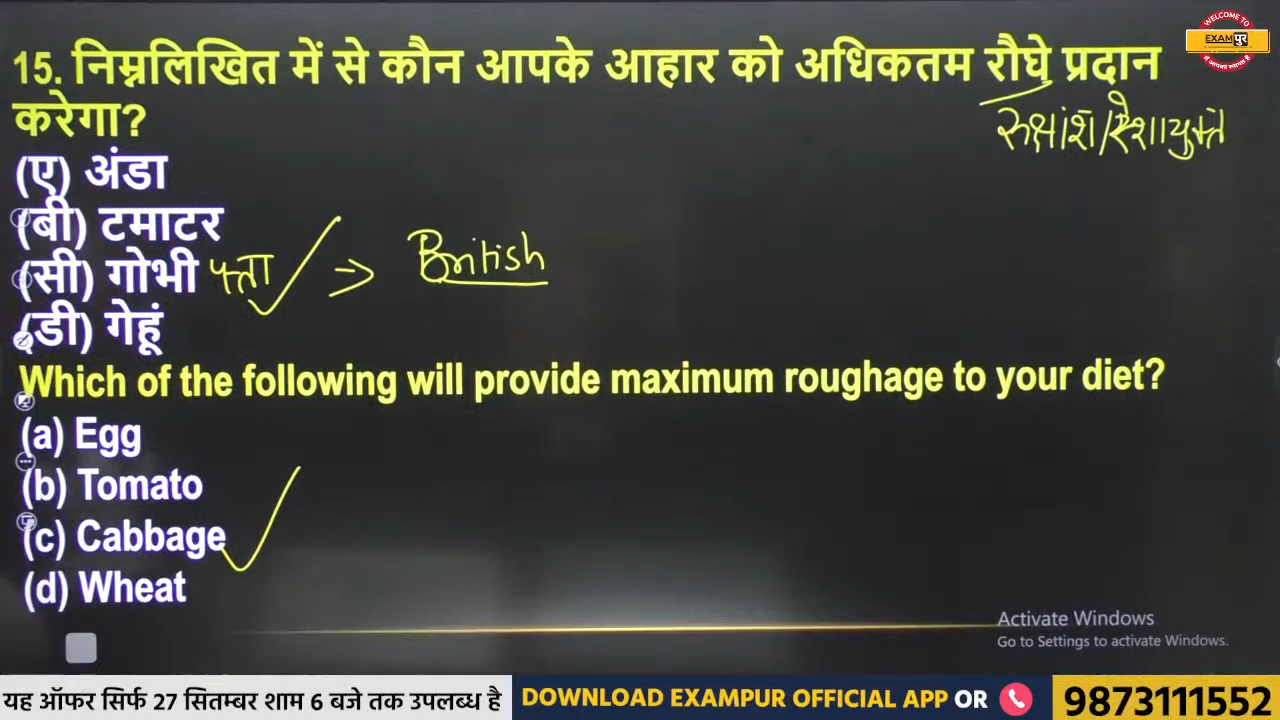 WELCOME TO
EXAMपुर
15. निम्नलिखित में से कौन आपके आहार को अधिकतम रौघे प्रदान
करेगा?
रुक्षांश/रेशायुक्त
(ए) अंडा
(बी) टमाटर
(सी) गोभी पत्ता => British
(डी) गेहूं
Which of the following will provide maximum roughage to your diet?
(a) Egg
(b) Tomato
(c) Cabbage
(d) Wheat
Activate Windows
Go to Settings to activate Windows.
यह ऑफर सिर्फ 27 सितम्बर शाम 6 बजे तक उपलब्ध है
DOWNLOAD EXAMPUR OFFICIAL APP OR
9873111552